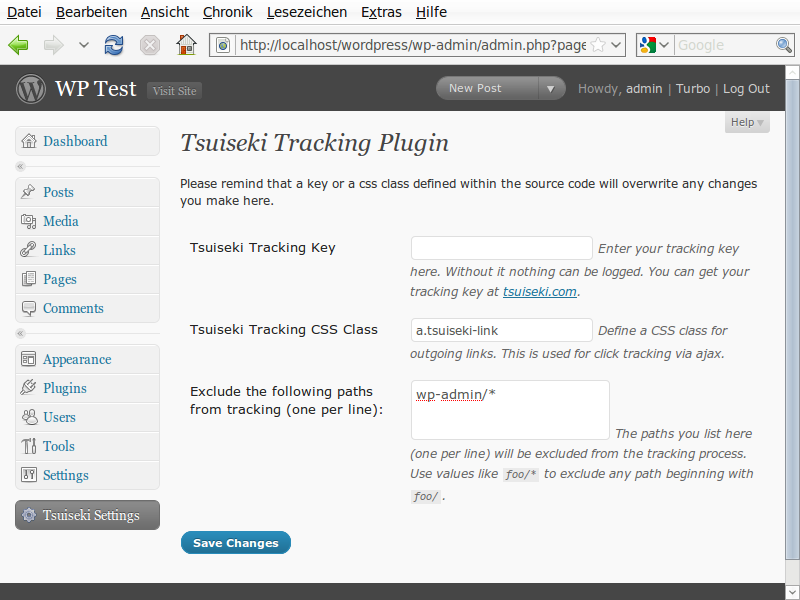 Datei Bearbeiten Ansicht Chronik Lesezeichen Extras Hilfe
http://localhost/wordpress/wp-admin/admin.php?page
Google
WP Test Visit Site New Post Howdy, admin | Turbo | Log Out
Help
Dashboard
Posts
Media
Links
Pages
Comments
Appearance
Plugins
Users
Tools
Settings
Tsuiseki Settings
Tsuiseki Tracking Plugin
Please remind that a key or a css class defined within the source code will overwrite any changes
you make here.
Tsuiseki Tracking Key
Enter your tracking key
here. Without it nothing can be logged. You can get your
tracking key at tsuiseki.com.
Tsuiseki Tracking CSS Class
a.tsuiseki-link Define a CSS class for
outgoing links. This is used for click tracking via ajax.
Exclude the following paths
from tracking (one per line):
wp-admin/*
The paths you list here
(one per line) will be excluded from the tracking process.
Use values like foo/* to exclude any path beginning with
foo/.
Save Changes